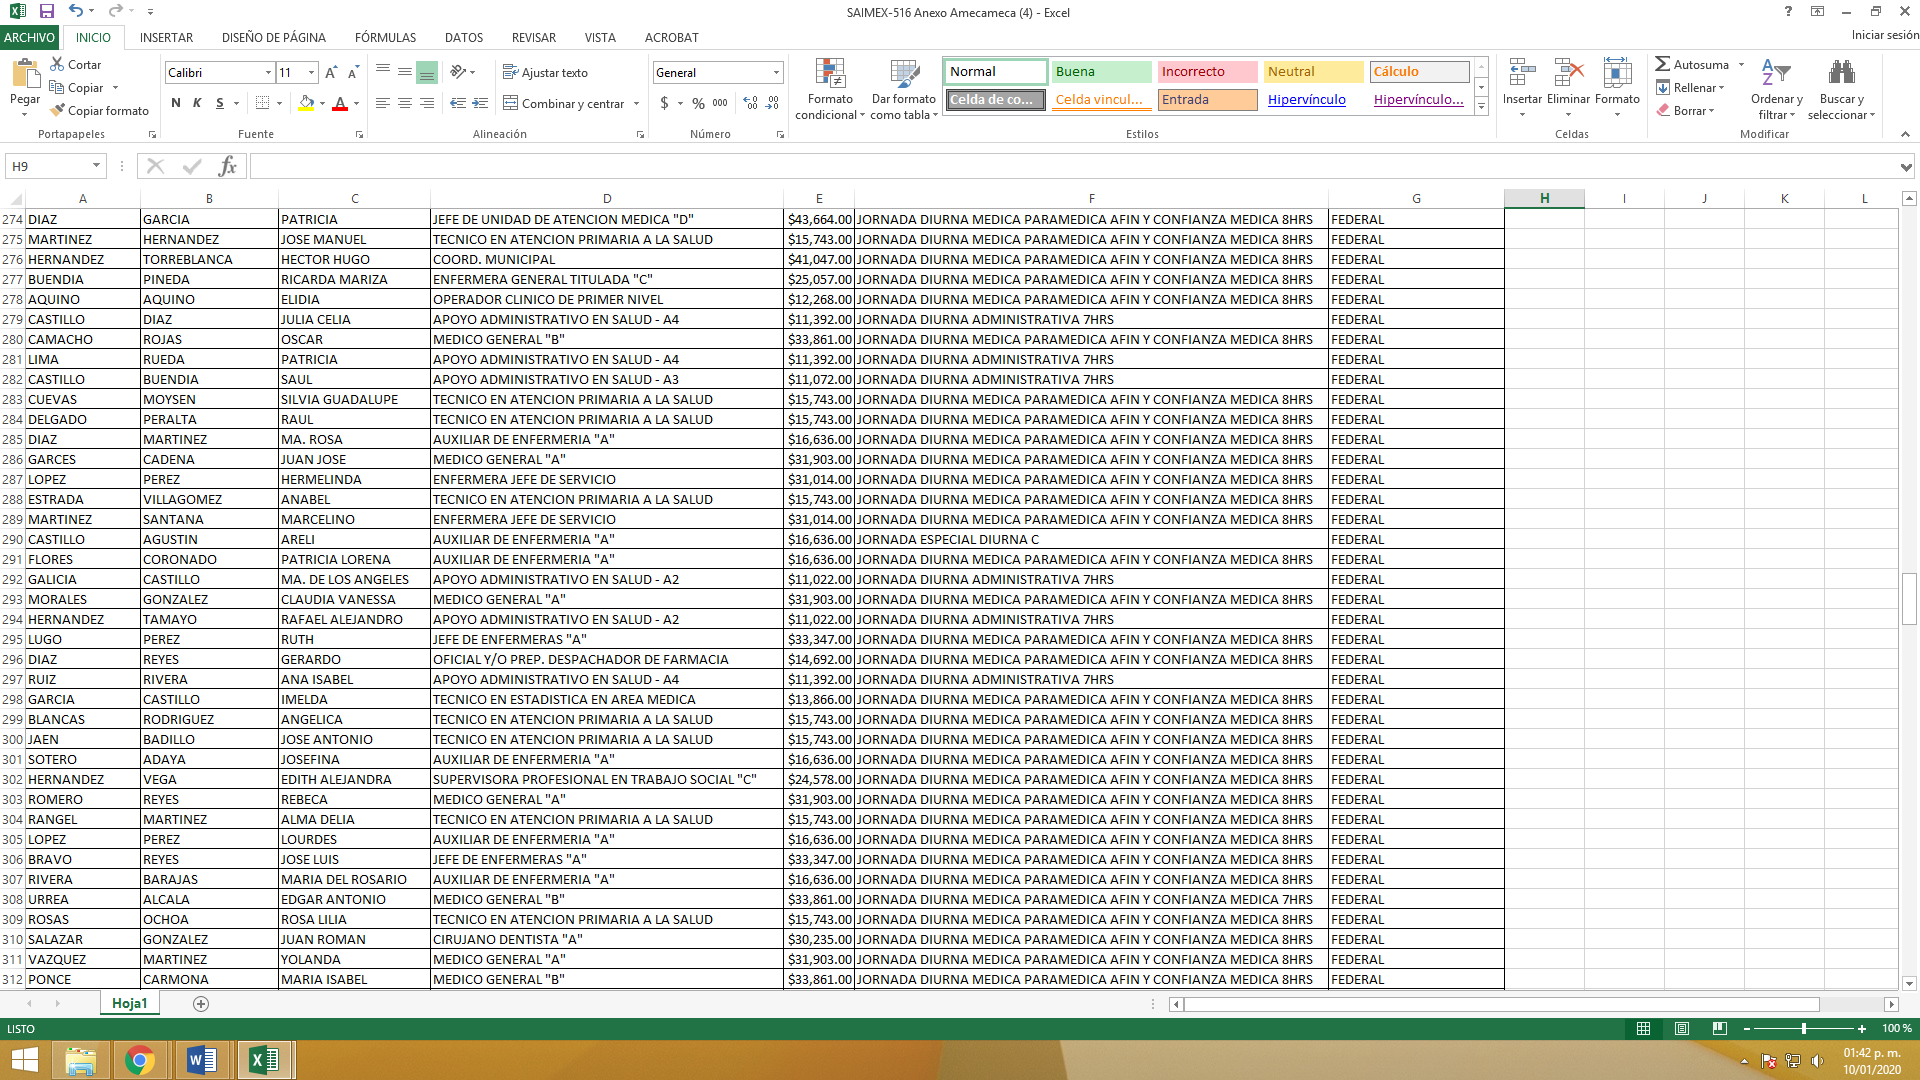 SAIMEX-516 Anexo Amecameca (4) - Excel
ARCHIVO INICIO INSERTAR DISEÑO DE PÁGINA FÓRMULAS DATOS REVISAR VISTA ACROBAT Iniciar sesión
Pegar Cortar Copiar Copiar formato Portapapeles
Calibri 11 N K S Fuente
Ajustar texto Combinar y centrar Alineación
General $ % 000 Número
Formato condicional Dar formato como tabla
Normal Buena Incorrecto Neutral Cálculo
Celda de co... Celda vincul... Entrada Hipervínculo Hipervínculo...
Estilos
Insertar Eliminar Formato Celdas
Autosuma Rellenar Borrar Ordenar y filtrar Buscar y seleccionar Modificar
H9 fx
A B C D E F G H I J K L
274 DIAZ GARCIA PATRICIA JEFE DE UNIDAD DE ATENCION MEDICA "D" $43,664.00 JORNADA DIURNA MEDICA PARAMEDICA AFIN Y CONFIANZA MEDICA 8HRS FEDERAL
275 MARTINEZ HERNANDEZ JOSE MANUEL TECNICO EN ATENCION PRIMARIA A LA SALUD $15,743.00 JORNADA DIURNA MEDICA PARAMEDICA AFIN Y CONFIANZA MEDICA 8HRS FEDERAL
276 HERNANDEZ TORREBLANCA HECTOR HUGO COORD. MUNICIPAL $41,047.00 JORNADA DIURNA MEDICA PARAMEDICA AFIN Y CONFIANZA MEDICA 8HRS FEDERAL
277 BUENDIA PINEDA RICARDA MARIZA ENFERMERA GENERAL TITULADA "C" $25,057.00 JORNADA DIURNA MEDICA PARAMEDICA AFIN Y CONFIANZA MEDICA 8HRS FEDERAL
278 AQUINO AQUINO ELIDIA OPERADOR CLINICO DE PRIMER NIVEL $12,268.00 JORNADA DIURNA MEDICA PARAMEDICA AFIN Y CONFIANZA MEDICA 8HRS FEDERAL
279 CASTILLO DIAZ JULIA CELIA APOYO ADMINISTRATIVO EN SALUD - A4 $11,392.00 JORNADA DIURNA ADMINISTRATIVA 7HRS FEDERAL
280 CAMACHO ROJAS OSCAR MEDICO GENERAL "B" $33,861.00 JORNADA DIURNA MEDICA PARAMEDICA AFIN Y CONFIANZA MEDICA 8HRS FEDERAL
281 LIMA RUEDA PATRICIA APOYO ADMINISTRATIVO EN SALUD - A4 $11,392.00 JORNADA DIURNA ADMINISTRATIVA 7HRS FEDERAL
282 CASTILLO BUENDIA SAUL APOYO ADMINISTRATIVO EN SALUD - A3 $11,072.00 JORNADA DIURNA ADMINISTRATIVA 7HRS FEDERAL
283 CUEVAS MOYSEN SILVIA GUADALUPE TECNICO EN ATENCION PRIMARIA A LA SALUD $15,743.00 JORNADA DIURNA MEDICA PARAMEDICA AFIN Y CONFIANZA MEDICA 8HRS FEDERAL
284 DELGADO PERALTA RAUL TECNICO EN ATENCION PRIMARIA A LA SALUD $15,743.00 JORNADA DIURNA MEDICA PARAMEDICA AFIN Y CONFIANZA MEDICA 8HRS FEDERAL
285 DIAZ MARTINEZ MA. ROSA AUXILIAR DE ENFERMERIA "A" $16,636.00 JORNADA DIURNA MEDICA PARAMEDICA AFIN Y CONFIANZA MEDICA 8HRS FEDERAL
286 GARCES CADENA JUAN JOSE MEDICO GENERAL "A" $31,903.00 JORNADA DIURNA MEDICA PARAMEDICA AFIN Y CONFIANZA MEDICA 8HRS FEDERAL
287 LOPEZ PEREZ HERMELINDA ENFERMERA JEFE DE SERVICIO $31,014.00 JORNADA DIURNA MEDICA PARAMEDICA AFIN Y CONFIANZA MEDICA 8HRS FEDERAL
288 ESTRADA VILLAGOMEZ ANABEL TECNICO EN ATENCION PRIMARIA A LA SALUD $15,743.00 JORNADA DIURNA MEDICA PARAMEDICA AFIN Y CONFIANZA MEDICA 8HRS FEDERAL
289 MARTINEZ SANTANA MARCELINO ENFERMERA JEFE DE SERVICIO $31,014.00 JORNADA DIURNA MEDICA PARAMEDICA AFIN Y CONFIANZA MEDICA 8HRS FEDERAL
290 CASTILLO AGUSTIN ARELI AUXILIAR DE ENFERMERIA "A" $16,636.00 JORNADA ESPECIAL DIURNA C FEDERAL
291 FLORES CORONADO PATRICIA LORENA AUXILIAR DE ENFERMERIA "A" $16,636.00 JORNADA DIURNA MEDICA PARAMEDICA AFIN Y CONFIANZA MEDICA 8HRS FEDERAL
292 GALICIA CASTILLO MA. DE LOS ANGELES APOYO ADMINISTRATIVO EN SALUD - A2 $11,022.00 JORNADA DIURNA ADMINISTRATIVA 7HRS FEDERAL
293 MORALES GONZALEZ CLAUDIA VANESSA MEDICO GENERAL "A" $31,903.00 JORNADA DIURNA MEDICA PARAMEDICA AFIN Y CONFIANZA MEDICA 8HRS FEDERAL
294 HERNANDEZ TAMAYO RAFAEL ALEJANDRO APOYO ADMINISTRATIVO EN SALUD - A2 $11,022.00 JORNADA DIURNA ADMINISTRATIVA 7HRS FEDERAL
295 LUGO PEREZ RUTH JEFE DE ENFERMERAS "A" $33,347.00 JORNADA DIURNA MEDICA PARAMEDICA AFIN Y CONFIANZA MEDICA 8HRS FEDERAL
296 DIAZ REYES GERARDO OFICIAL Y/O PREP. DESPACHADOR DE FARMACIA $14,692.00 JORNADA DIURNA MEDICA PARAMEDICA AFIN Y CONFIANZA MEDICA 8HRS FEDERAL
297 RUIZ RIVERA ANA ISABEL APOYO ADMINISTRATIVO EN SALUD - A4 $11,392.00 JORNADA DIURNA ADMINISTRATIVA 7HRS FEDERAL
298 GARCIA CASTILLO IMELDA TECNICO EN ESTADISTICA EN AREA MEDICA $13,866.00 JORNADA DIURNA MEDICA PARAMEDICA AFIN Y CONFIANZA MEDICA 8HRS FEDERAL
299 BLANCAS RODRIGUEZ ANGELICA TECNICO EN ATENCION PRIMARIA A LA SALUD $15,743.00 JORNADA DIURNA MEDICA PARAMEDICA AFIN Y CONFIANZA MEDICA 8HRS FEDERAL
300 JAEN BADILLO JOSE ANTONIO TECNICO EN ATENCION PRIMARIA A LA SALUD $15,743.00 JORNADA DIURNA MEDICA PARAMEDICA AFIN Y CONFIANZA MEDICA 8HRS FEDERAL
301 SOTERO ADAYA JOSEFINA AUXILIAR DE ENFERMERIA "A" $16,636.00 JORNADA DIURNA MEDICA PARAMEDICA AFIN Y CONFIANZA MEDICA 8HRS FEDERAL
302 HERNANDEZ VEGA EDITH ALEJANDRA SUPERVISORA PROFESIONAL EN TRABAJO SOCIAL "C" $24,578.00 JORNADA DIURNA MEDICA PARAMEDICA AFIN Y CONFIANZA MEDICA 8HRS FEDERAL
303 ROMERO REYES REBECA MEDICO GENERAL "A" $31,903.00 JORNADA DIURNA MEDICA PARAMEDICA AFIN Y CONFIANZA MEDICA 8HRS FEDERAL
304 RANGEL MARTINEZ ALMA DELIA TECNICO EN ATENCION PRIMARIA A LA SALUD $15,743.00 JORNADA DIURNA MEDICA PARAMEDICA AFIN Y CONFIANZA MEDICA 8HRS FEDERAL
305 LOPEZ PEREZ LOURDES AUXILIAR DE ENFERMERIA "A" $16,636.00 JORNADA DIURNA MEDICA PARAMEDICA AFIN Y CONFIANZA MEDICA 8HRS FEDERAL
306 BRAVO REYES JOSE LUIS JEFE DE ENFERMERAS "A" $33,347.00 JORNADA DIURNA MEDICA PARAMEDICA AFIN Y CONFIANZA MEDICA 8HRS FEDERAL
307 RIVERA BARAJAS MARIA DEL ROSARIO AUXILIAR DE ENFERMERIA "A" $16,636.00 JORNADA DIURNA MEDICA PARAMEDICA AFIN Y CONFIANZA MEDICA 8HRS FEDERAL
308 URREA ALCALA EDGAR ANTONIO MEDICO GENERAL "B" $33,861.00 JORNADA DIURNA MEDICA PARAMEDICA AFIN Y CONFIANZA MEDICA 7HRS FEDERAL
309 ROSAS OCHOA ROSA LILIA TECNICO EN ATENCION PRIMARIA A LA SALUD $15,743.00 JORNADA DIURNA MEDICA PARAMEDICA AFIN Y CONFIANZA MEDICA 8HRS FEDERAL
310 SALAZAR GONZALEZ JUAN ROMAN CIRUJANO DENTISTA "A" $30,235.00 JORNADA DIURNA MEDICA PARAMEDICA AFIN Y CONFIANZA MEDICA 8HRS FEDERAL
311 VAZQUEZ MARTINEZ YOLANDA MEDICO GENERAL "A" $31,903.00 JORNADA DIURNA MEDICA PARAMEDICA AFIN Y CONFIANZA MEDICA 8HRS FEDERAL
312 PONCE CARMONA MARIA ISABEL MEDICO GENERAL "B" $33,861.00 JORNADA DIURNA MEDICA PARAMEDICA AFIN Y CONFIANZA MEDICA 8HRS FEDERAL
Hoja1
LISTO 100 %
01:42 p. m.
10/01/2020